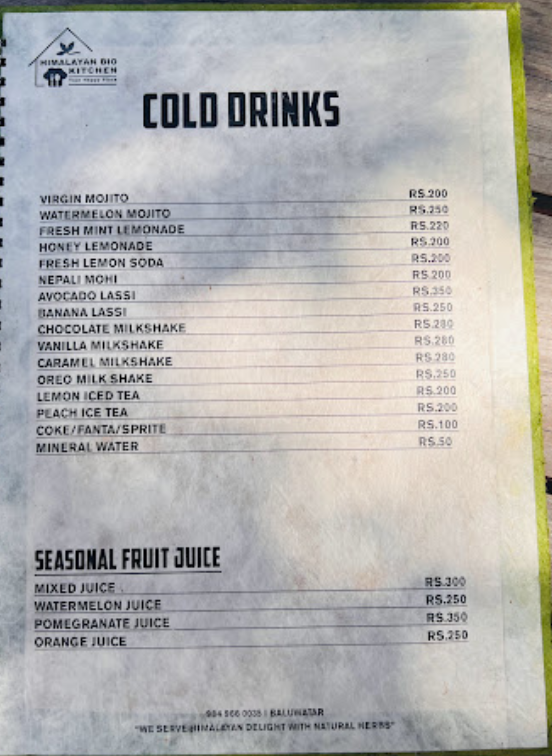 HIMALAYAN BIO
KITCHEN
COLD DRINKS
VIRGIN MOJITO RS.200
WATERMELON MOJITO RS.250
FRESH MINT LEMONADE RS.220
HONEY LEMONADE RS.200
FRESH LEMON SODA RS.200
NEPALI MOHI RS.200
AVOCADO LASSI RS.350
BANANA LASSI RS.250
CHOCOLATE MILKSHAKE RS.280
VANILLA MILKSHAKE RS.280
CARAMEL MILKSHAKE RS.280
OREO MILK SHAKE RS.250
LEMON ICED TEA RS.200
PEACH ICE TEA RS.200
COKE/FANTA/SPRITE RS.100
MINERAL WATER RS.50
SEASONAL FRUIT JUICE
MIXED JUICE RS.300
WATERMELON JUICE RS.250
POMEGRANATE JUICE RS.350
ORANGE JUICE RS.250
| BALUWATAR
"WE SERVE HIMALAYAN DELIGHT WITH NATURAL HERBS"